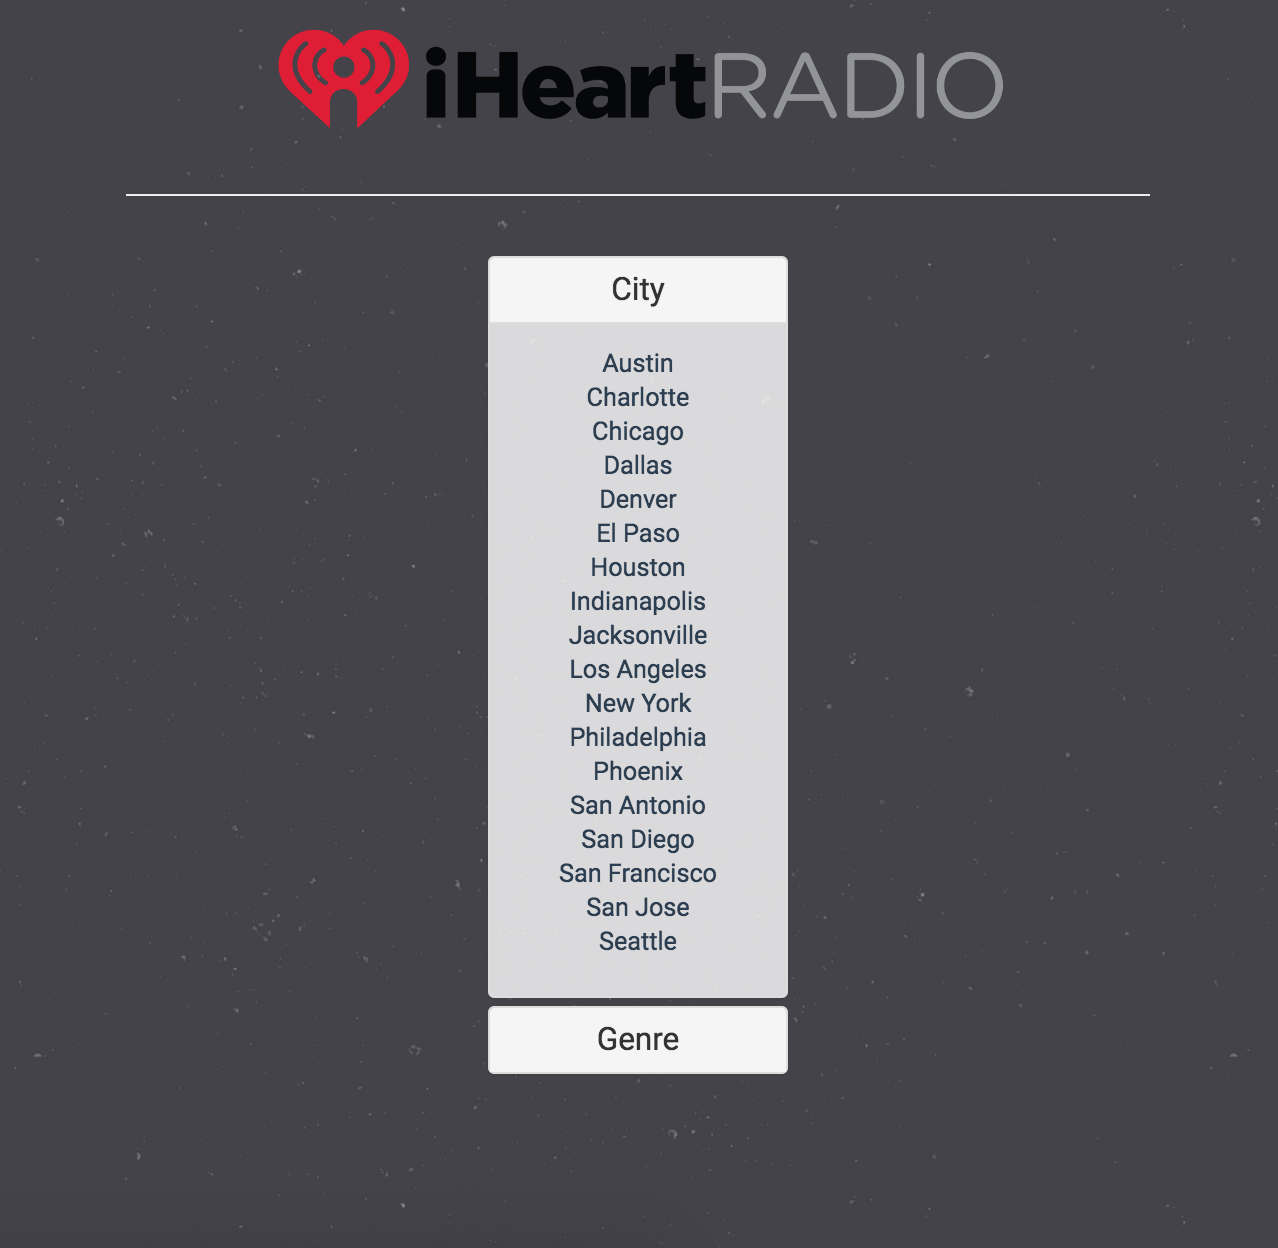 iHeartRADIO
City
Austin
Charlotte
Chicago
Dallas
Denver
El Paso
Houston
Indianapolis
Jacksonville
Los Angeles
New York
Philadelphia
Phoenix
San Antonio
San Diego
San Francisco
San Jose
Seattle
Genre